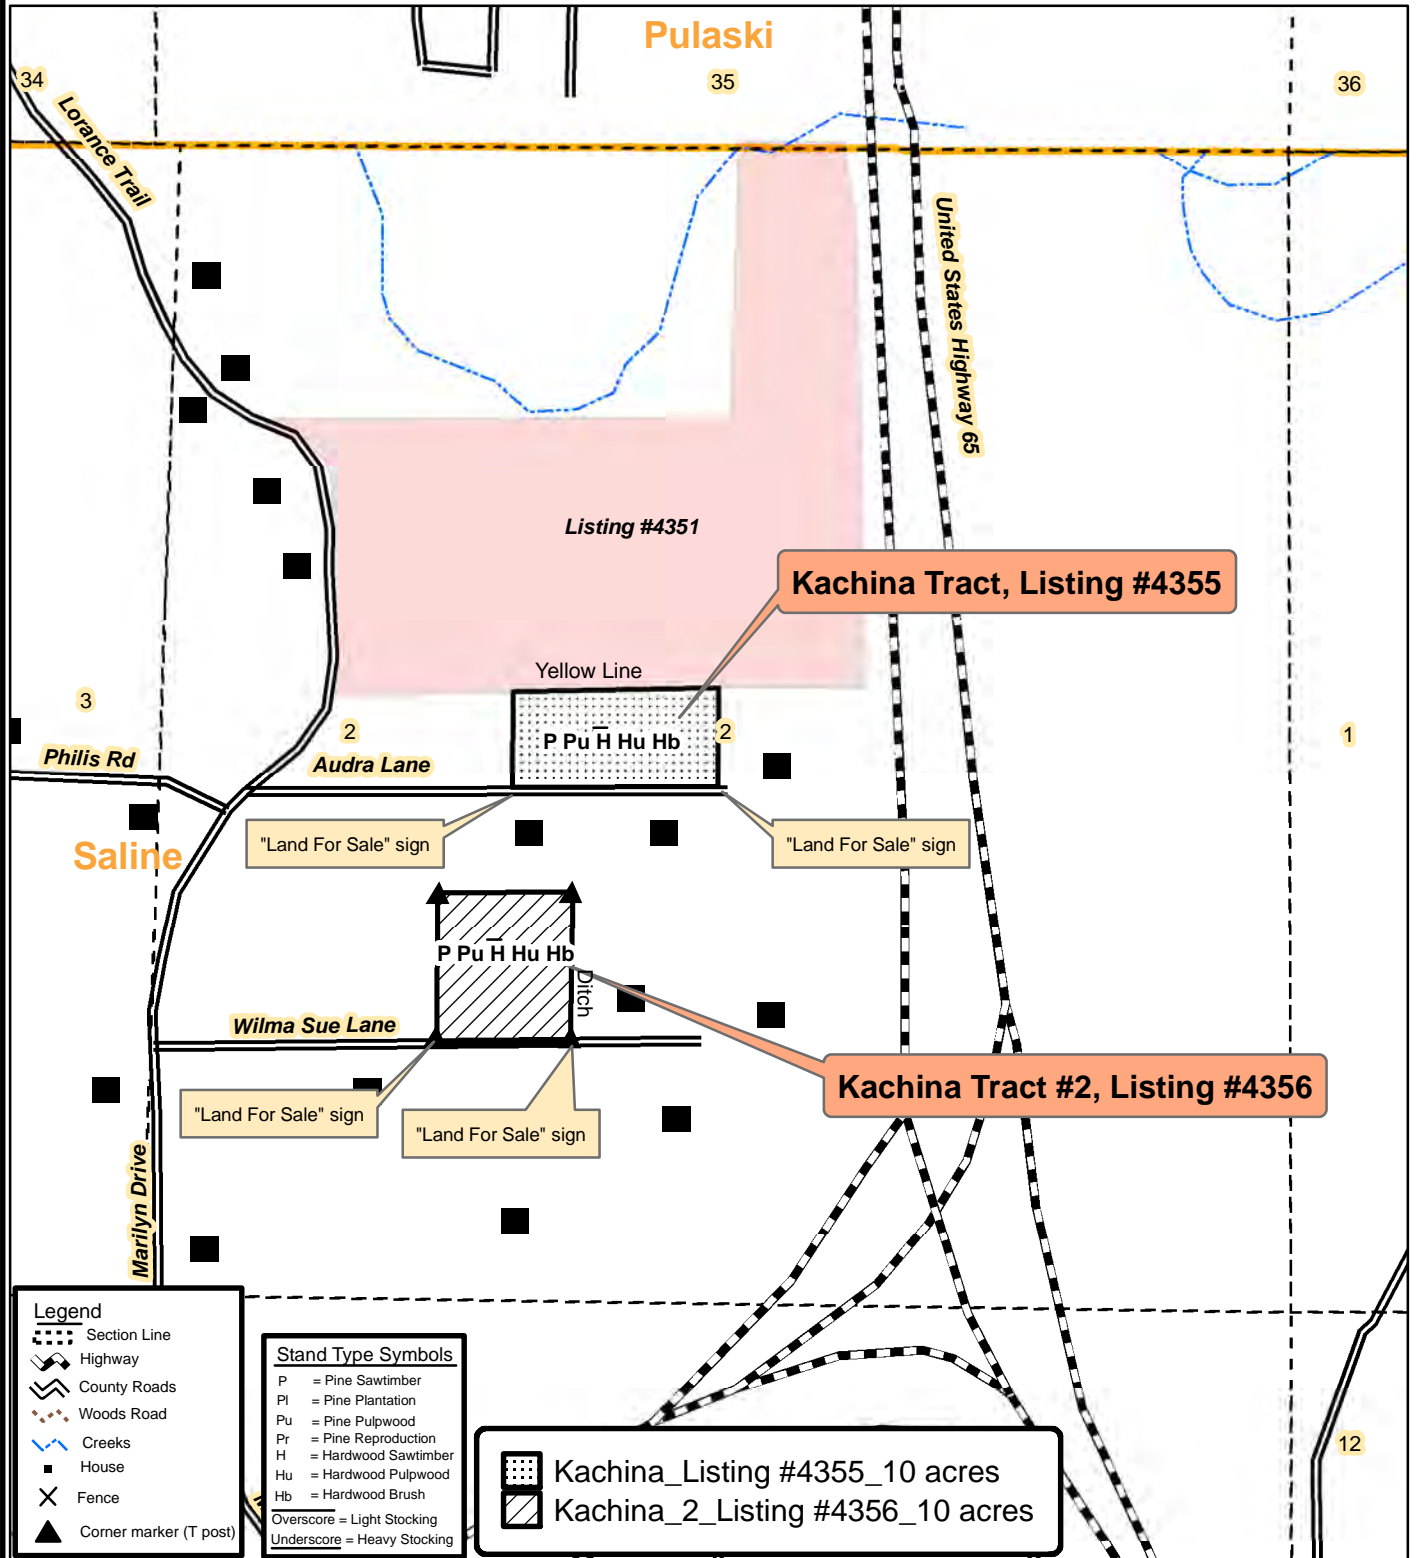 Pulaski
34
35
36
Lorance Trail
United States Highway 65
Listing #4351
Kachina Tract, Listing #4355
Yellow Line
3
2
P Pu H Hu Hb
2
1
Philis Rd
Audra Lane
"Land For Sale" sign
"Land For Sale" sign
Saline
P Pu H Hu Hb
Ditch
Wilma Sue Lane
Kachina Tract #2, Listing #4356
"Land For Sale" sign
"Land For Sale" sign
Marilyn Drive
Legend
Section Line
Highway
County Roads
Woods Road
Creeks
House
Fence
Corner marker (T post)
Stand Type Symbols
P = Pine Sawtimber
Pl = Pine Plantation
Pu = Pine Pulpwood
Pr = Pine Reproduction
H = Hardwood Sawtimber
Hu = Hardwood Pulpwood
Hb = Hardwood Brush
Overscore = Light Stocking
Underscore = Heavy Stocking
Kachina_Listing #4355_10 acres
Kachina_2_Listing #4356_10 acres
12